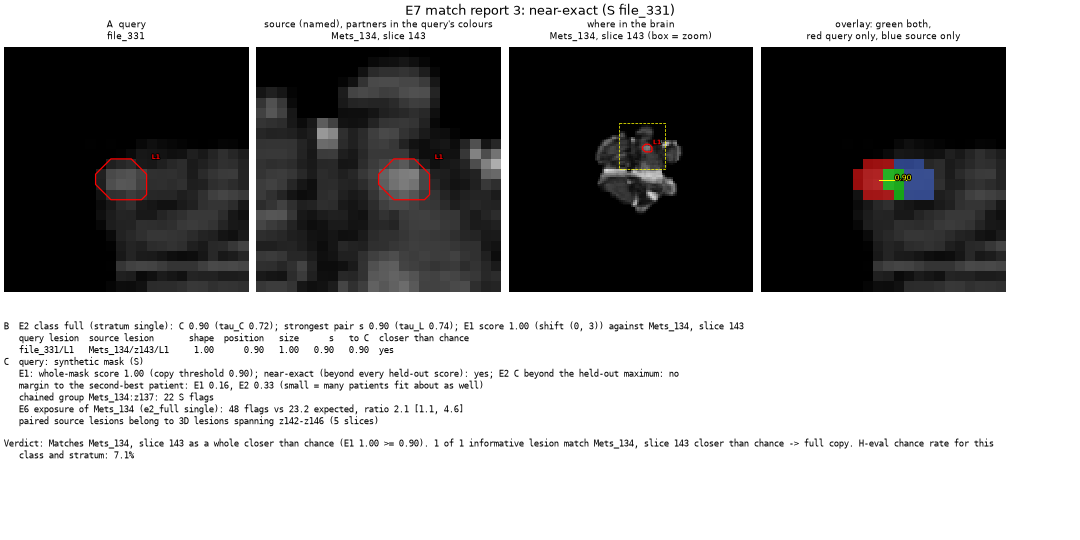 E7 match report 3: near-exact (S file_331)
A query
file_331
source (named), partners in the query's colours
Mets_134, slice 143
where in the brain
Mets_134, slice 143 (box = zoom)
overlay: green both,
red query only, blue source only
L1
L1
L1
0.90
B E2 class full (stratum single): C 0.90 (tau_C 0.72); strongest pair s 0.90 (tau_L 0.74); E1 score 1.00 (shift (0, 3)) against Mets_134, slice 143
query lesion source lesion shape position size s to C closer than chance
file_331/L1 Mets_134/z143/L1 1.00 0.90 1.00 0.90 0.90 yes
C query: synthetic mask (S)
E1: whole-mask score 1.00 (copy threshold 0.90); near-exact (beyond every held-out score): yes; E2 C beyond the held-out maximum: no
margin to the second-best patient: E1 0.16, E2 0.33 (small = many patients fit about as well)
chained group Mets_134:z137: 22 S flags
E6 exposure of Mets_134 (e2_full single): 48 flags vs 23.2 expected, ratio 2.1 [1.1, 4.6]
paired source lesions belong to 3D lesions spanning z142-z146 (5 slices)
Verdict: Matches Mets_134, slice 143 as a whole closer than chance (E1 1.00 >= 0.90). 1 of 1 informative lesion match Mets_134, slice 143 closer than chance -> full copy. H-eval chance rate for this
class and stratum: 7.1%